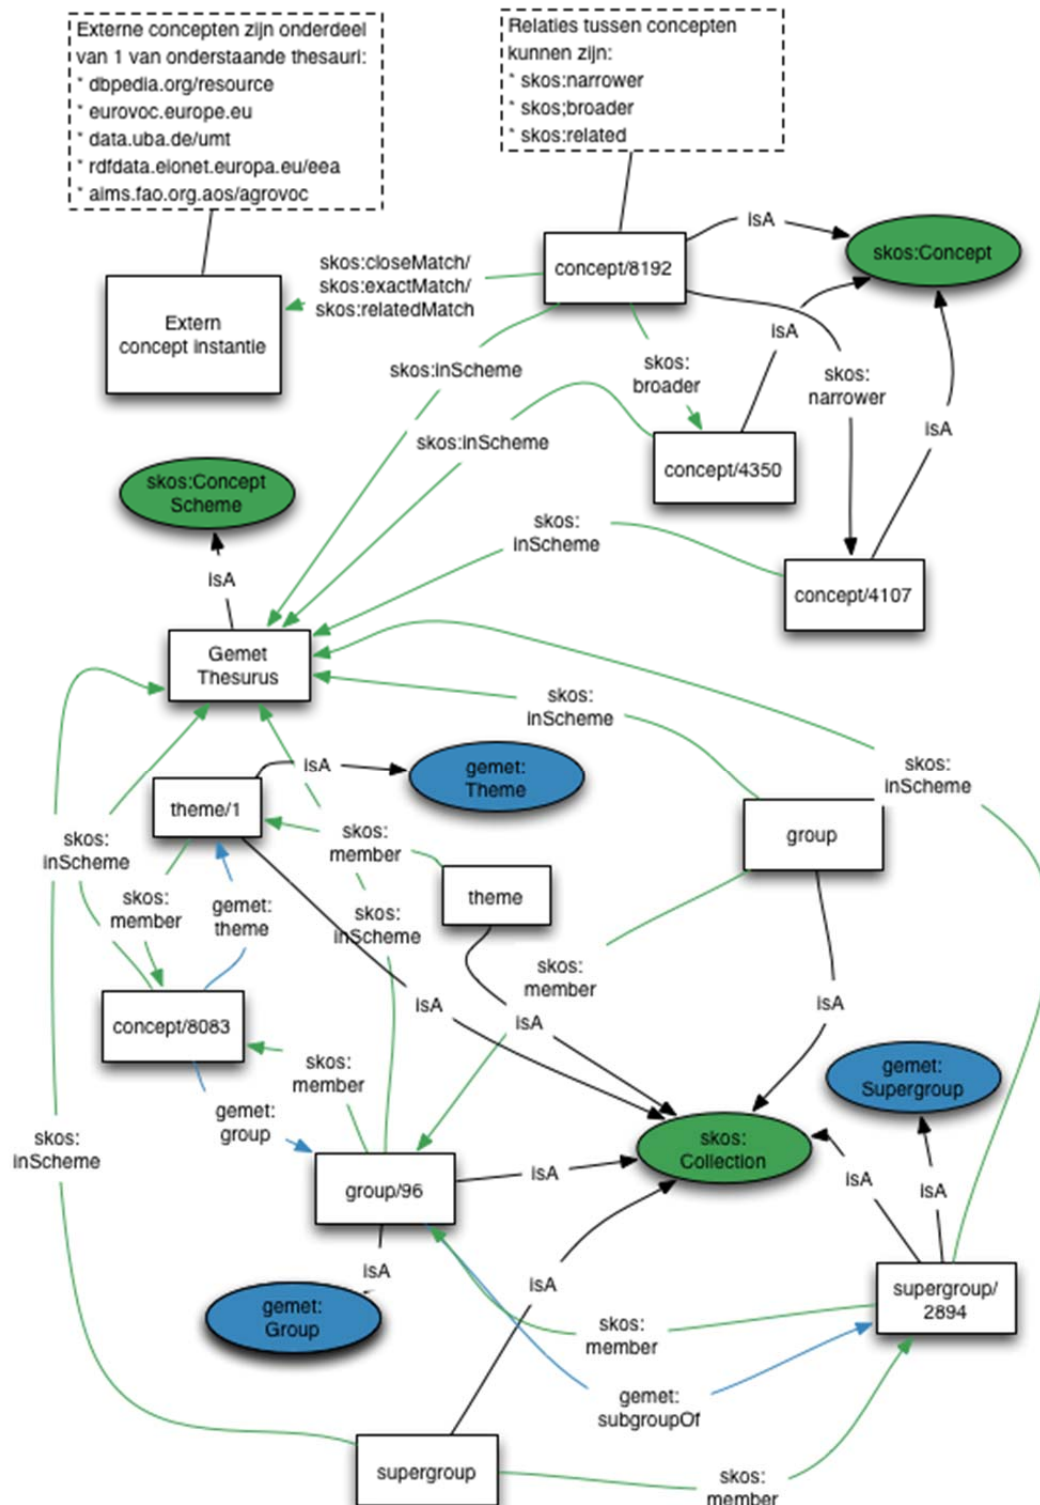 Externe concepten zijn onderdeel
van 1 van onderstaande thesauri:
* dbpedia.org/resource
* eurovoc.europe.eu
* data.uba.de/umt
* rdfdata.eionet.europa.eu/eea
* aims.fao.org.aos/agrovoc
Relaties tussen concepten
kunnen zijn:
* skos:narrower
* skos;broader
* skos:related
isA
skos:Concept
concept/8192
skos:closeMatch/
skos:exactMatch/
skos:relatedMatch
Extern
concept instantie
isA
skos:inScheme
skos:
broader
skos:
narrower
skos:inScheme
isA
concept/4350
skos:Concept
Scheme
skos:
inScheme
isA
concept/4107
Gemet
Thesurus
skos:
inScheme
isA
gemet:
Theme
skos:
inScheme
theme/1
skos:
member
group
skos:
inScheme
theme
skos:
member
gemet:
theme
skos:
inScheme
skos:
member
isA
isA
isA
concept/8083
skos:
member
gemet:
Supergroup
gemet:
group
skos:
inScheme
skos:
Collection
isA
isA
isA
group/96
isA
gemet:
Group
isA
supergroup/
2894
skos:
member
gemet:
subgroupOf
supergroup
skos:
member